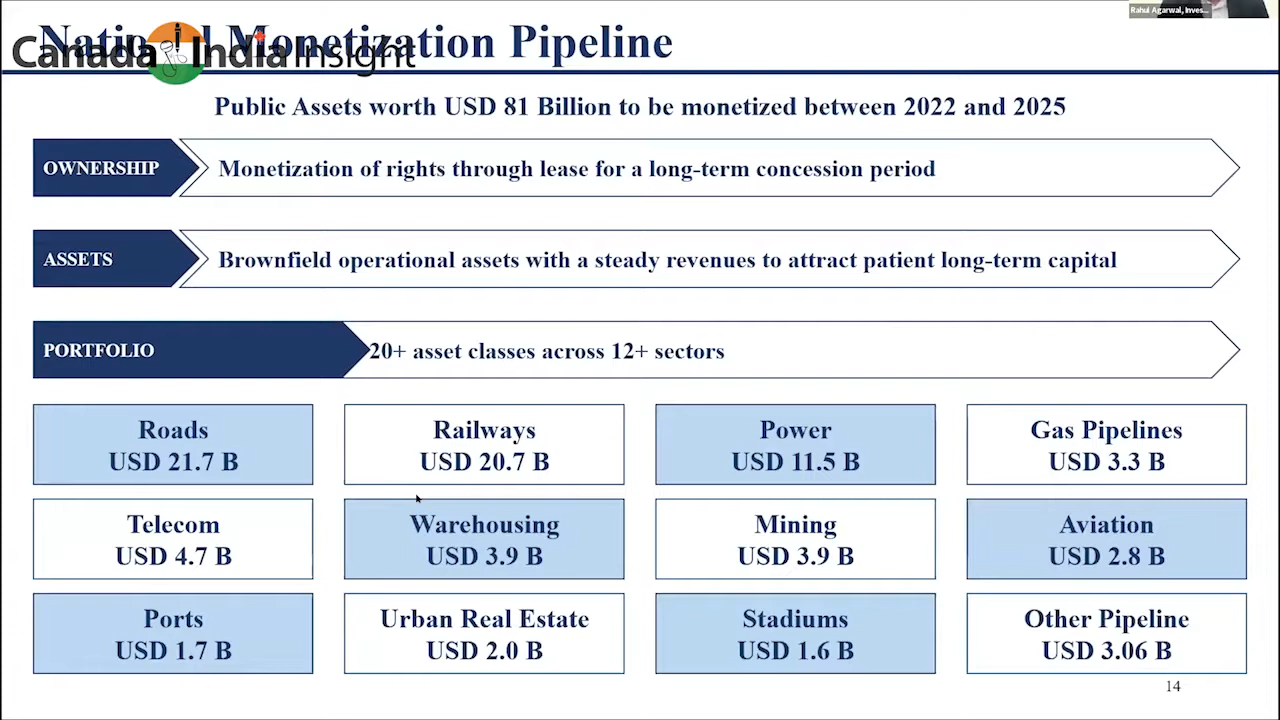 Rahul Agarwal, Inves...
National Monetization Pipeline
Canada India Insight
Public Assets worth USD 81 Billion to be monetized between 2022 and 2025
OWNERSHIP Monetization of rights through lease for a long-term concession period
ASSETS Brownfield operational assets with a steady revenues to attract patient long-term capital
PORTFOLIO 20+ asset classes across 12+ sectors
Roads
USD 21.7 B
Railways
USD 20.7 B
Power
USD 11.5 B
Gas Pipelines
USD 3.3 B
Telecom
USD 4.7 B
Warehousing
USD 3.9 B
Mining
USD 3.9 B
Aviation
USD 2.8 B
Ports
USD 1.7 B
Urban Real Estate
USD 2.0 B
Stadiums
USD 1.6 B
Other Pipeline
USD 3.06 B
14